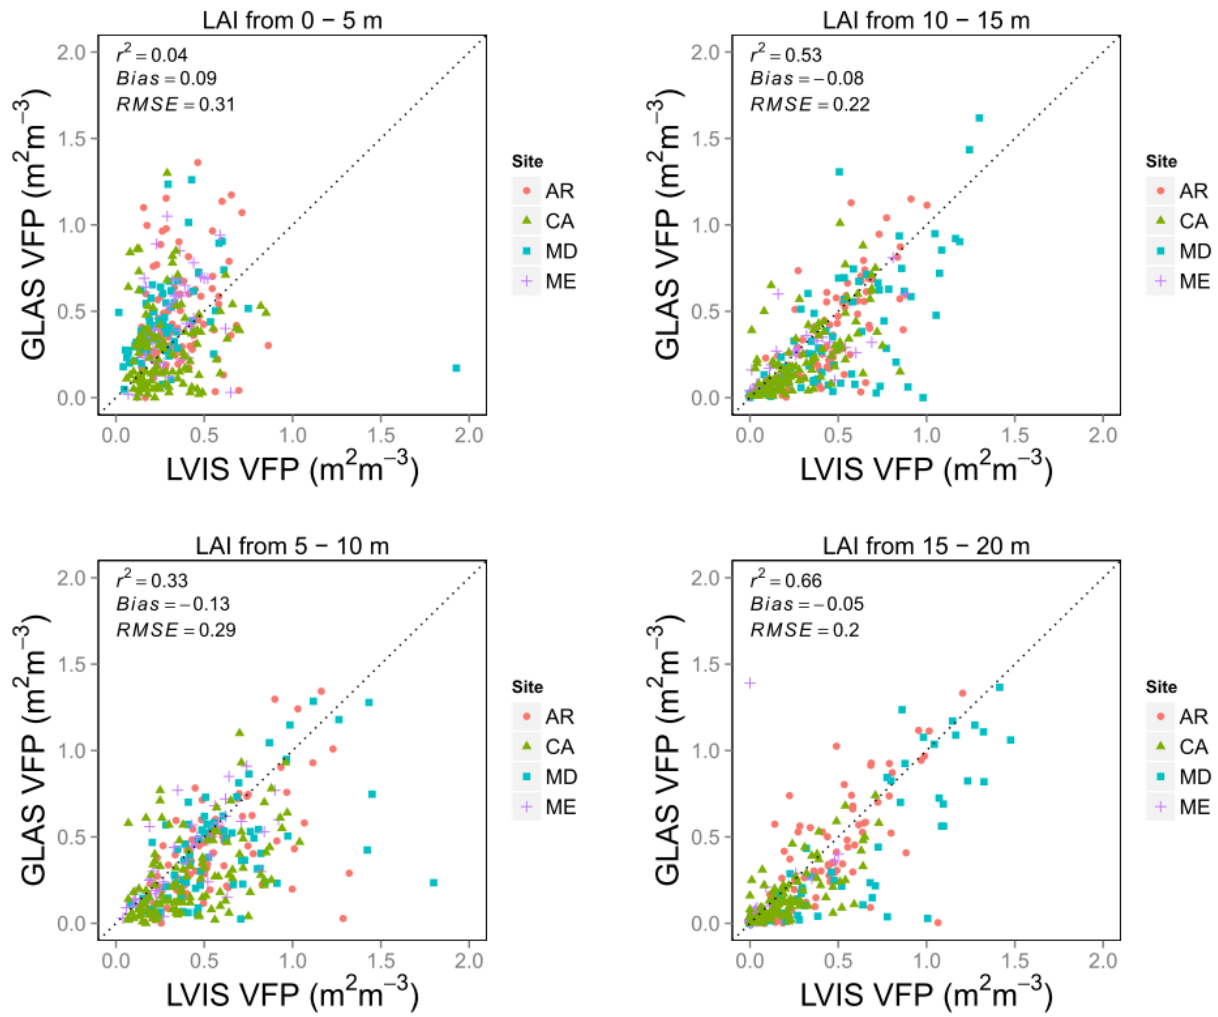 LAI from 0 − 5 m
r² = 0.04
Bias = 0.09
RMSE = 0.31
2.0
1.5
1.0
0.5
0.0
GLAS VFP (m²m⁻³)
0.0 0.5 1.0 1.5 2.0
LVIS VFP (m²m⁻³)
Site
AR
CA
MD
ME
LAI from 10 − 15 m
r² = 0.53
Bias = −0.08
RMSE = 0.22
2.0
1.5
1.0
0.5
0.0
GLAS VFP (m²m⁻³)
0.0 0.5 1.0 1.5 2.0
LVIS VFP (m²m⁻³)
Site
AR
CA
MD
ME
LAI from 5 − 10 m
r² = 0.33
Bias = −0.13
RMSE = 0.29
2.0
1.5
1.0
0.5
0.0
GLAS VFP (m²m⁻³)
0.0 0.5 1.0 1.5 2.0
LVIS VFP (m²m⁻³)
Site
AR
CA
MD
ME
LAI from 15 − 20 m
r² = 0.66
Bias = −0.05
RMSE = 0.2
2.0
1.5
1.0
0.5
0.0
GLAS VFP (m²m⁻³)
0.0 0.5 1.0 1.5 2.0
LVIS VFP (m²m⁻³)
Site
AR
CA
MD
ME